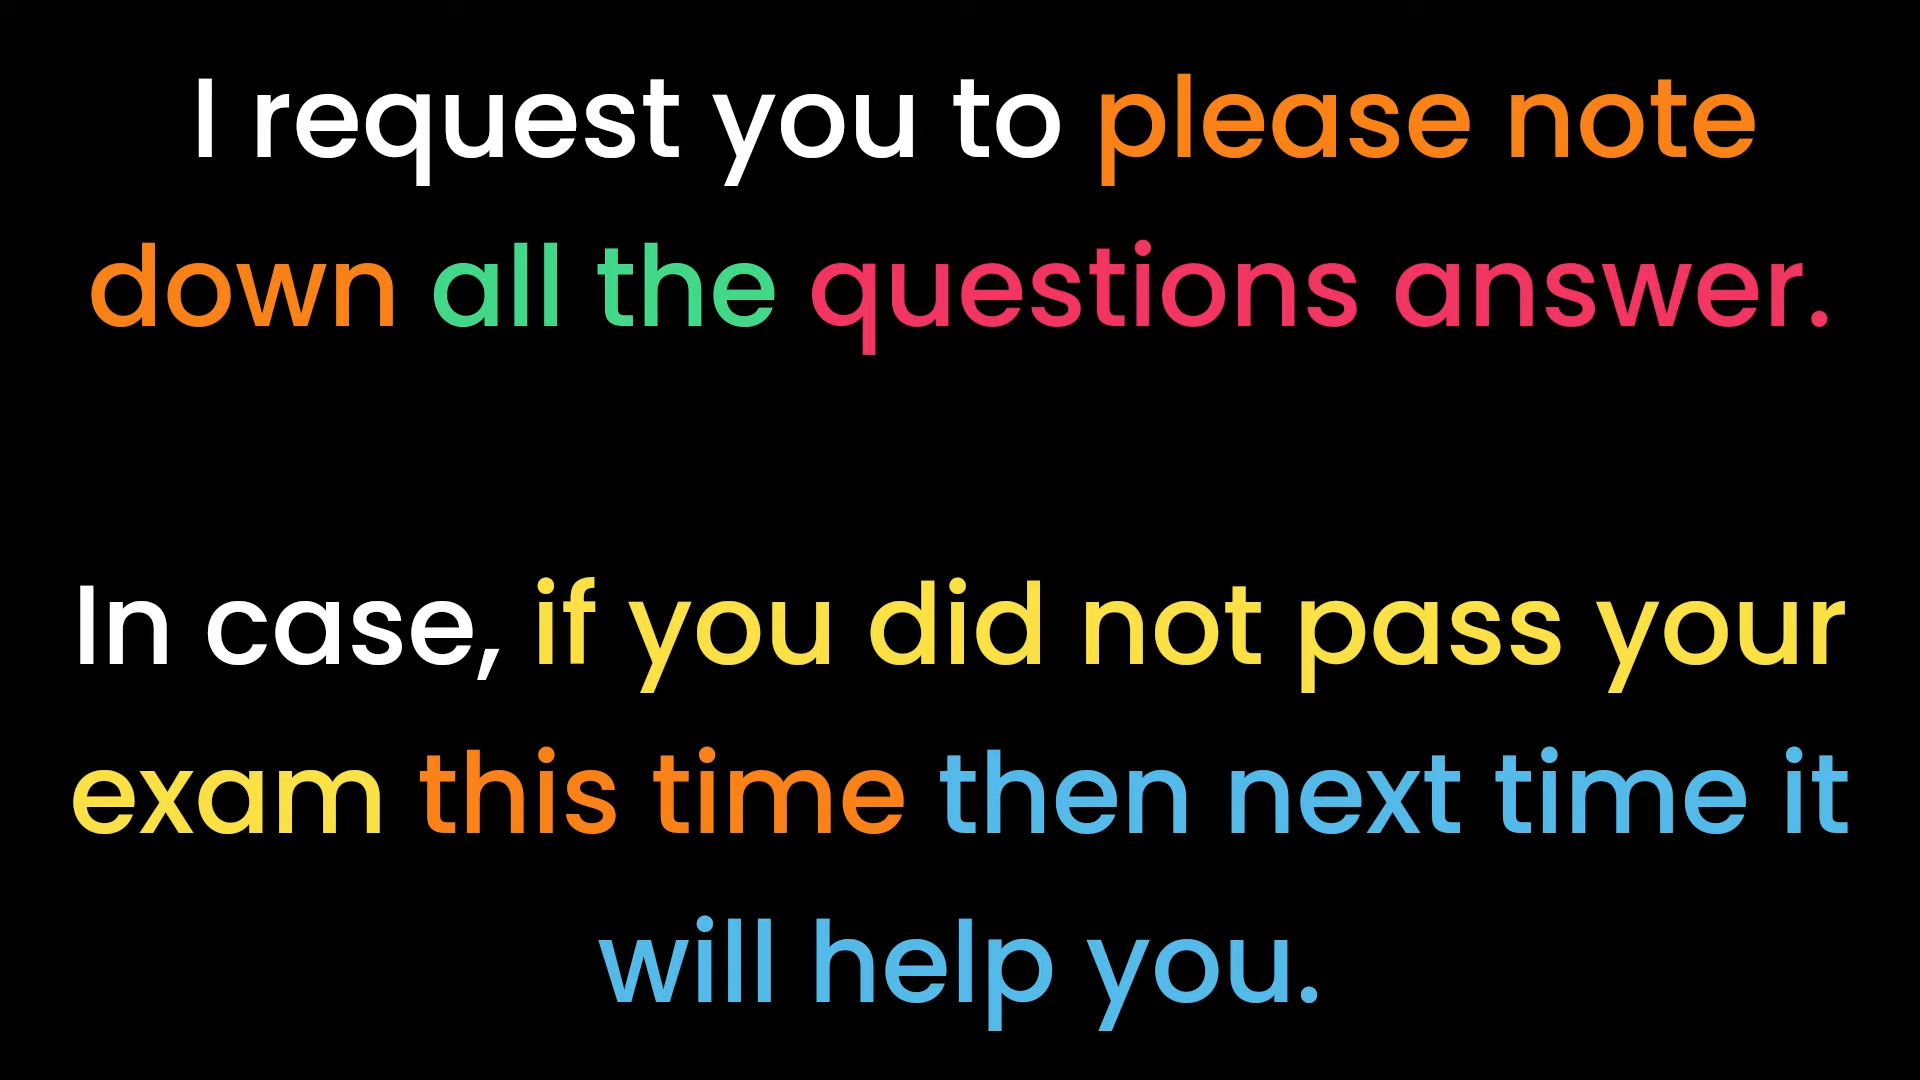 I request you to please note
down all the questions answer.
In case, if you did not pass your
exam this time then next time it
will help you.